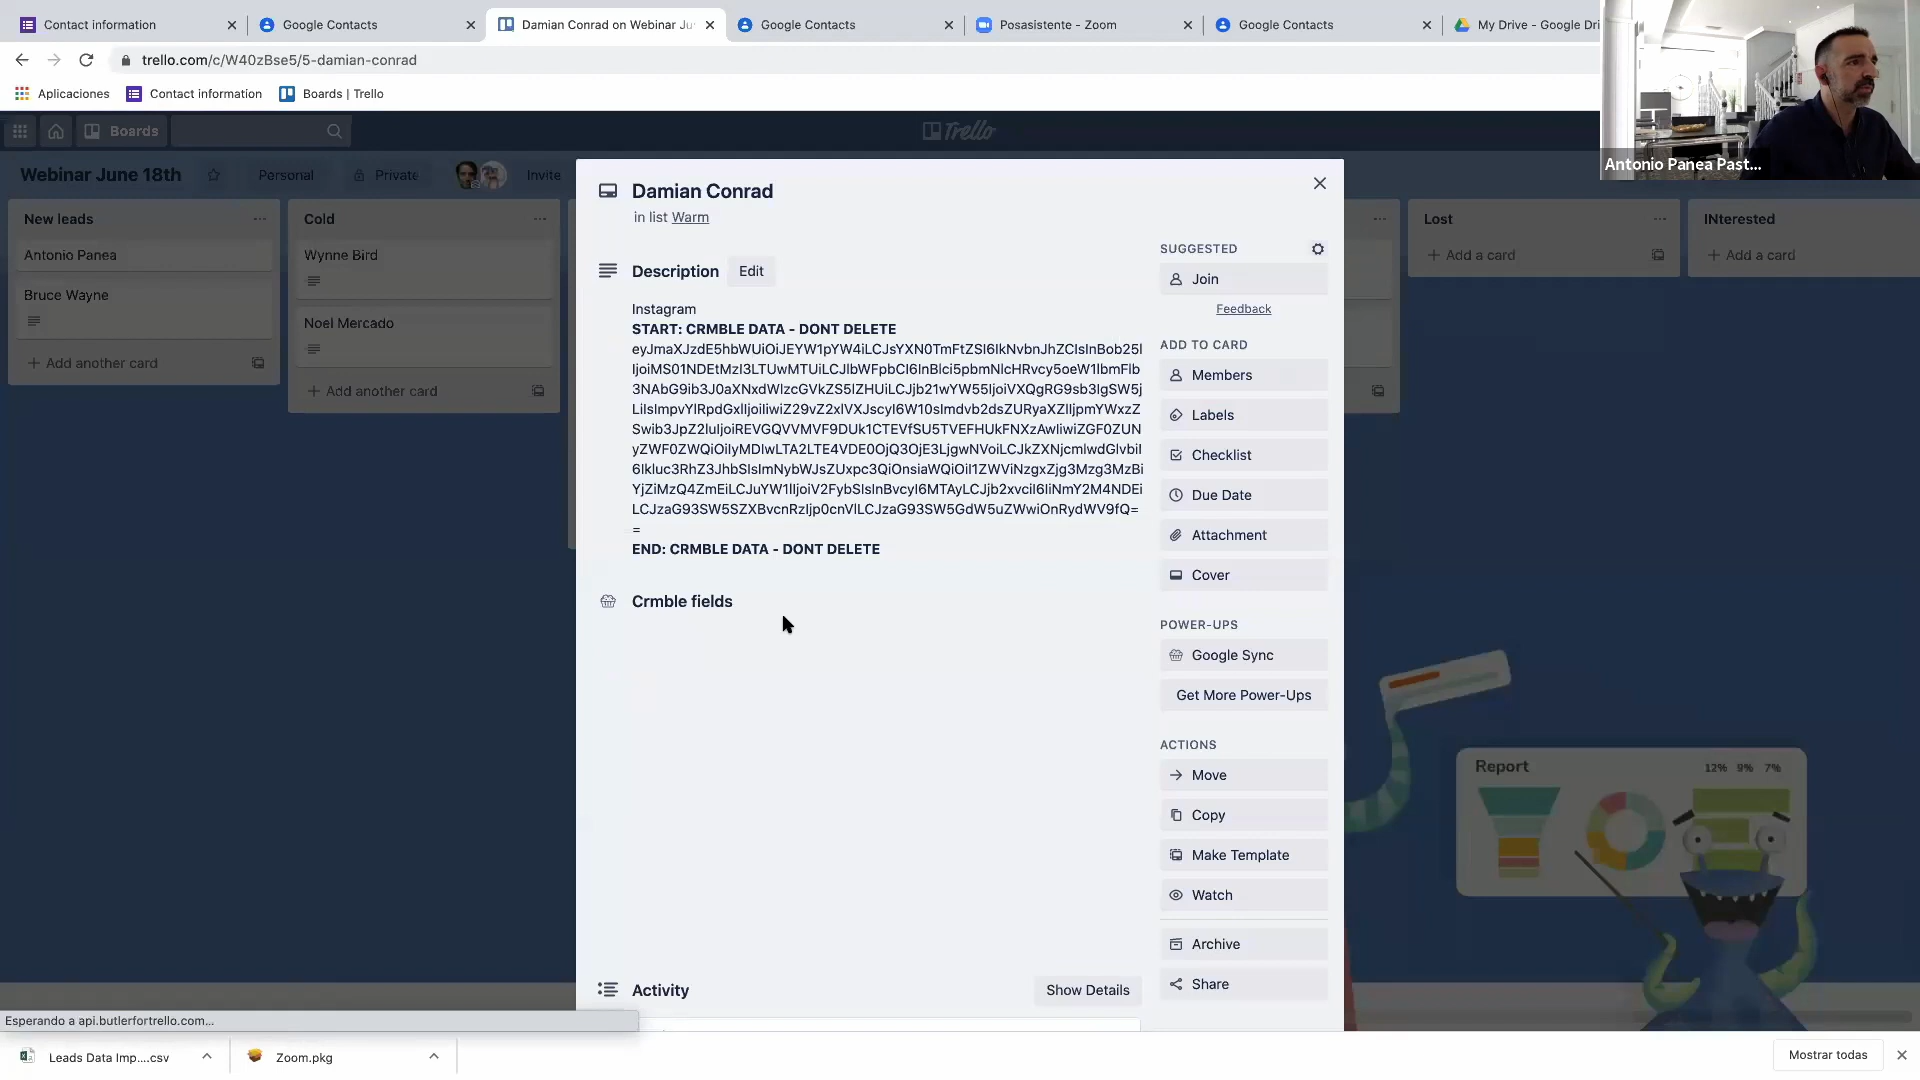 Contact information
Google Contacts
Damian Conrad on Webinar Ju
Google Contacts
Posasistente - Zoom
Google Contacts
My Drive - Google Dri
trello.com/c/W40zBse5/5-damian-conrad
Aplicaciones
Contact information
Boards | Trello
Boards
Trello
Antonio Panea Past...
Webinar June 18th
Personal
Private
Invite
New leads
Antonio Panea
Bruce Wayne
+ Add another card
Cold
Wynne Bird
Noel Mercado
+ Add another card
Damian Conrad
in list Warm
Description
Edit
Instagram
START: CRMBLE DATA - DONT DELETE
=
END: CRMBLE DATA - DONT DELETE
Crmble fields
Activity
Show Details
SUGGESTED
Join
Feedback
ADD TO CARD
Members
Labels
Checklist
Due Date
Attachment
Cover
POWER-UPS
Google Sync
Get More Power-Ups
ACTIONS
Move
Copy
Make Template
Watch
Archive
Share
Lost
+ Add a card
INterested
+ Add a card
Report
12% 9% 7%
Esperando a api.butlerfortrello.com...
Leads Data Imp....csv
Zoom.pkg
Mostrar todas